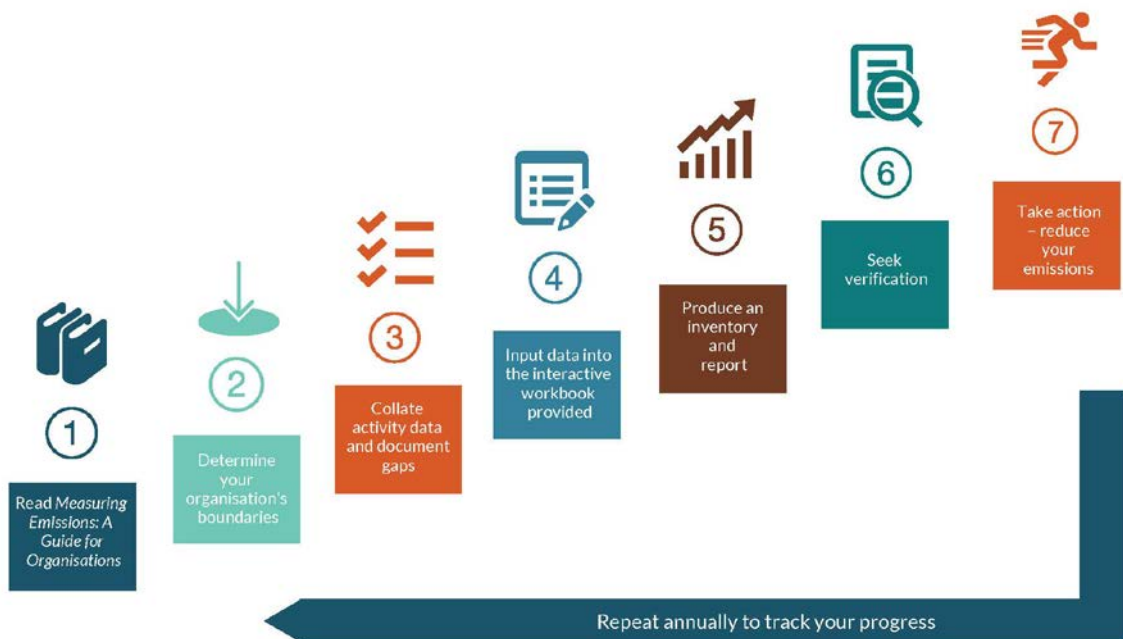 1
Read Measuring
Emissions: A
Guide for
Organisations
2
Determine
your
organisation's
boundaries
3
Collate
activity data
and document
gaps
4
Input data into
the interactive
workbook
provided
5
Produce an
inventory
and
report
6
Seek
verification
7
Take action
– reduce
your
emissions
Repeat annually to track your progress